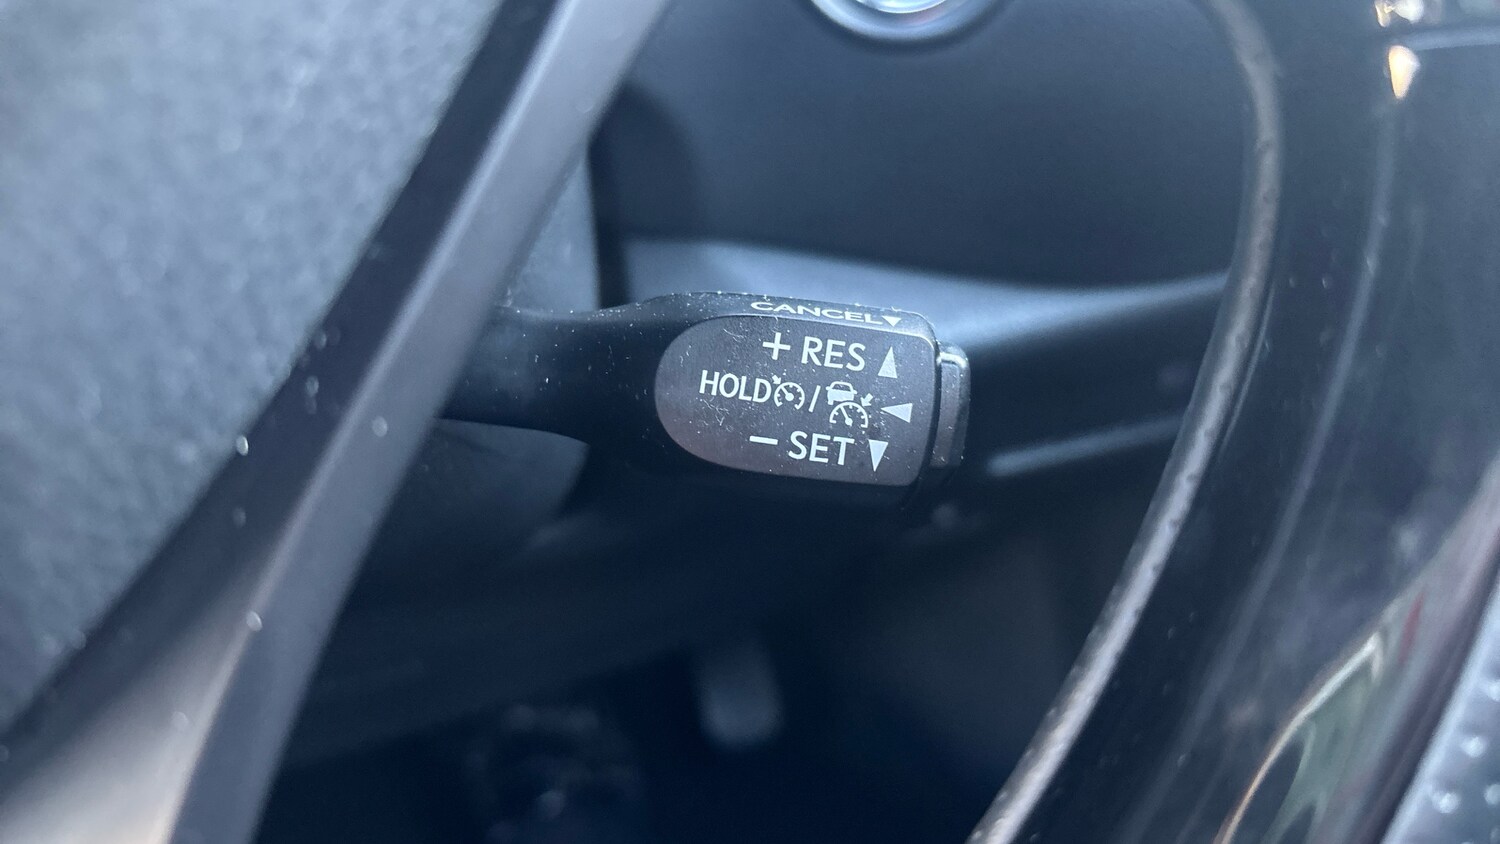 CANCEL
+ RES
HOLD /
− SET